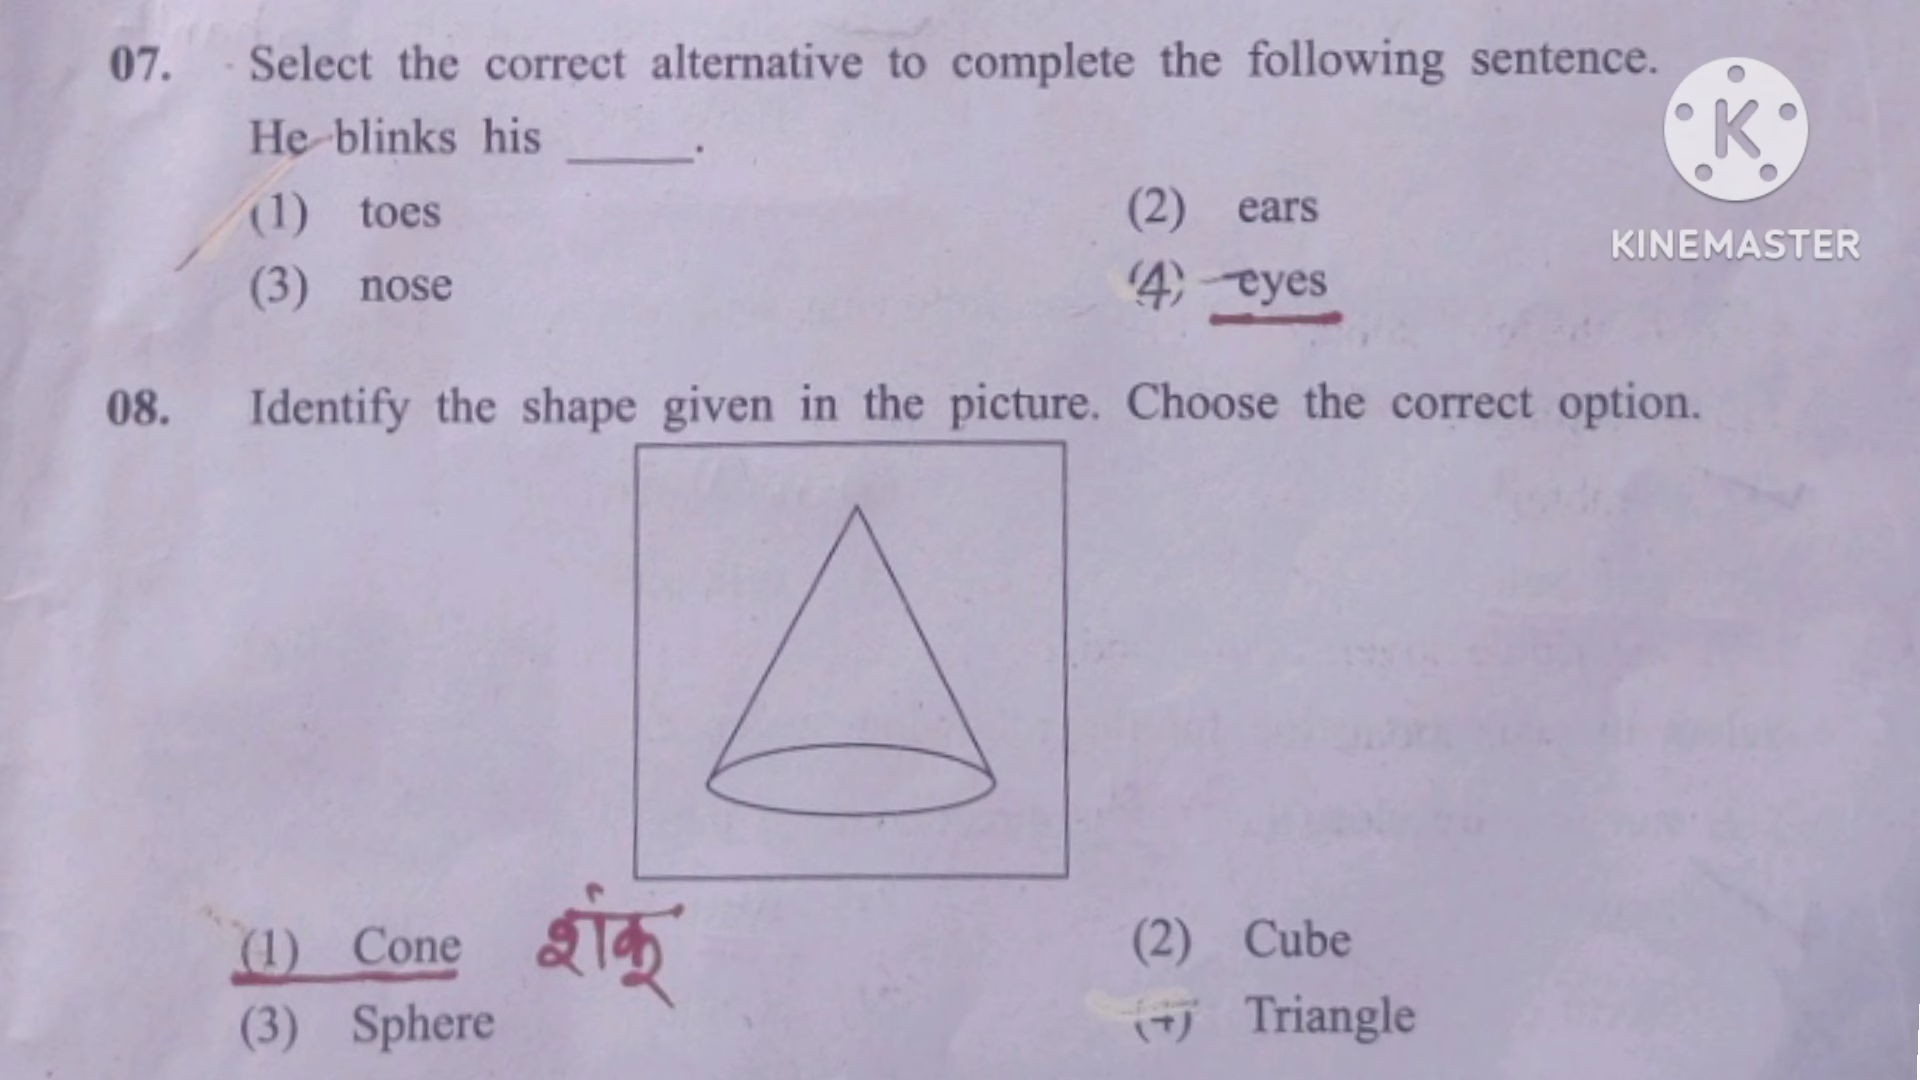 07. Select the correct alternative to complete the following sentence.
He blinks his _____.
(1) toes (2) ears
(3) nose (4) eyes
KINEMASTER
08. Identify the shape given in the picture. Choose the correct option.
(1) Cone शंकू (2) Cube
(3) Sphere (4) Triangle